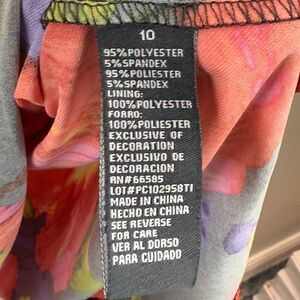 10
95%POLYESTER
5%SPANDEX
95%POLIESTER
5%SPANDEX
LINING:
100%POLYESTER
FORRO:
100%POLIESTER
EXCLUSIVE OF
DECORATION
EXCLUSIVO DE
DECORACION
RN#66585
LOT#PC102958TI
MADE IN CHINA
HECHO EN CHINA
SEE REVERSE
FOR CARE
VER AL DORSO
PARA CUIDADO